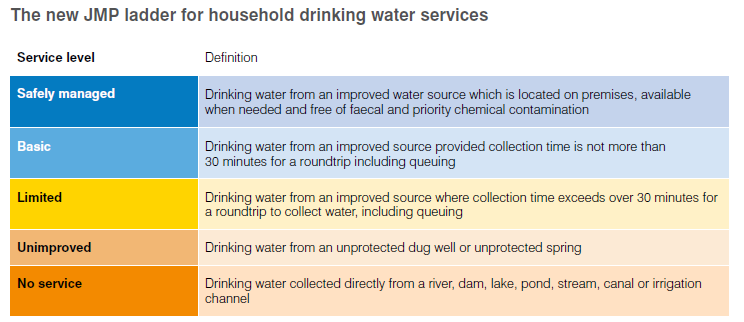 The new JMP ladder for household drinking water services
Service level
Definition
Safely managed
Drinking water from an improved water source which is located on premises, available
when needed and free of faecal and priority chemical contamination
Basic
Drinking water from an improved source provided collection time is not more than
30 minutes for a roundtrip including queuing
Limited
Drinking water from an improved source where collection time exceeds over 30 minutes for
a roundtrip to collect water, including queuing
Unimproved
Drinking water from an unprotected dug well or unprotected spring
No service
Drinking water collected directly from a river, dam, lake, pond, stream, canal or irrigation
channel